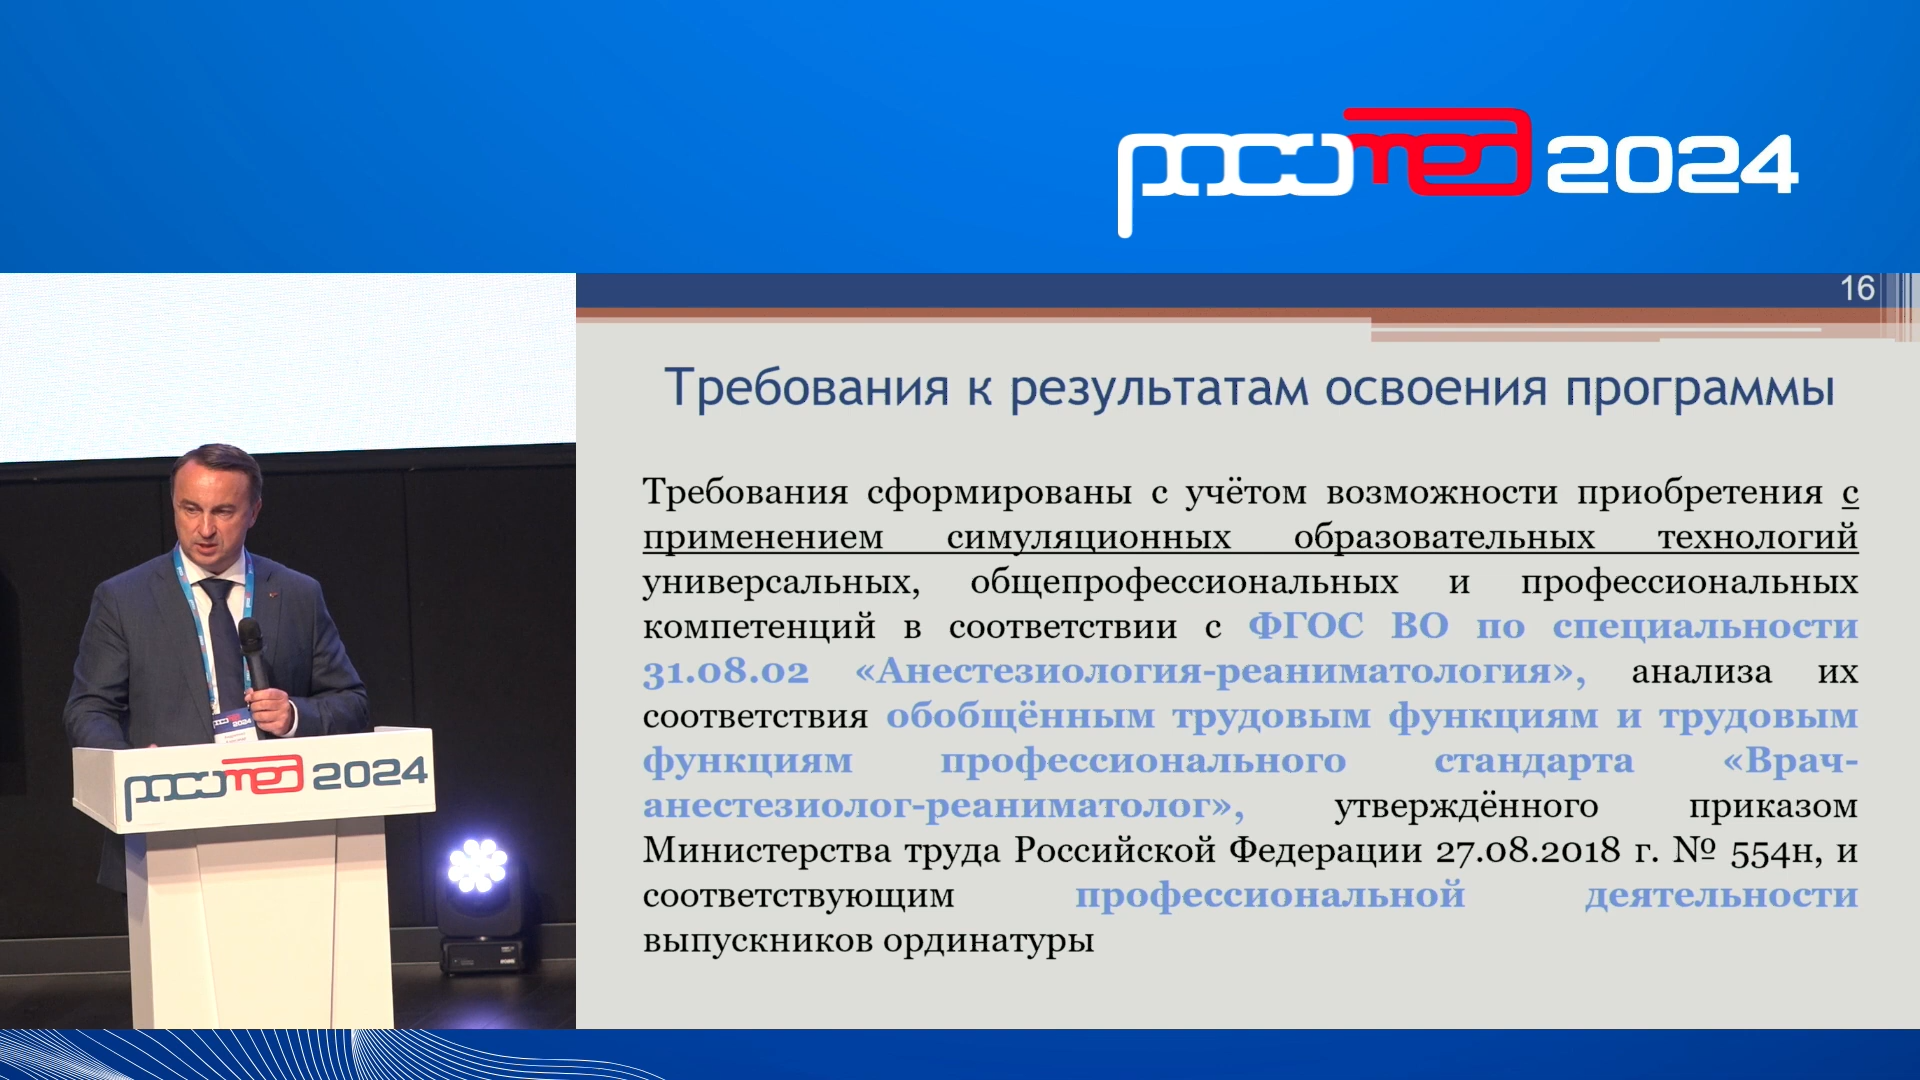 росомед 2024
16
Требования к результатам освоения программы
Требования сформированы с учётом возможности приобретения с
применением симуляционных образовательных технологий
универсальных, общепрофессиональных и профессиональных
компетенций в соответствии с ФГОС ВО по специальности
31.08.02 «Анестезиология-реаниматология», анализа их
соответствия обобщённым трудовым функциям и трудовым
функциям профессионального стандарта «Врач-
анестезиолог-реаниматолог», утверждённого приказом
Министерства труда Российской Федерации 27.08.2018 г. № 554н, и
соответствующим профессиональной деятельности
выпускников ординатуры
росомед 2024